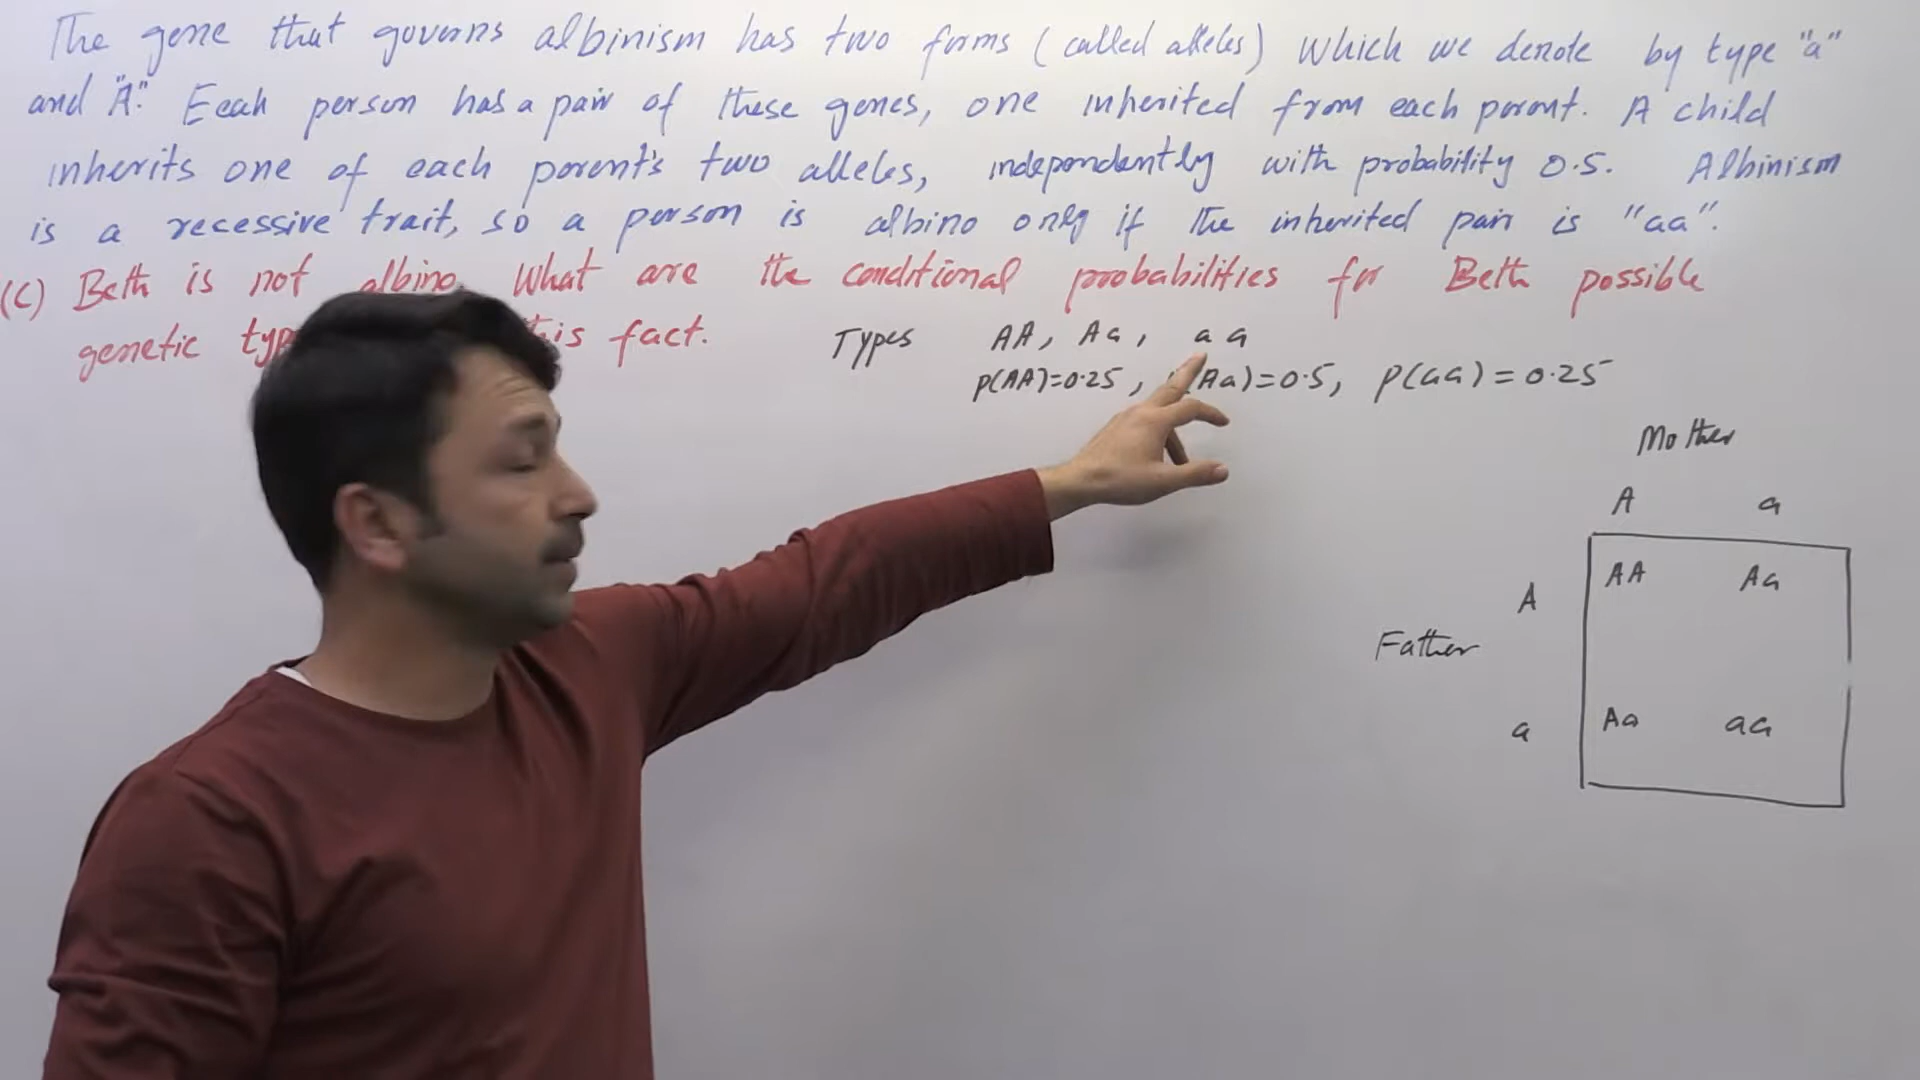 The gene that governs albinism has two forms (called alleles) which we denote by type "a"
and "A". Eeah person has a pair of these genes, one inherited from each parent. A child
inherits one of each parent's two alleles, independently with probability 0.5. Albinism
is a recessive trait, so a person is albino only if the inherited pair is "aa".
(C) Beth is not albino. What are the conditional probabilities for Beth possible
genetic this fact. Types AA, Aa, aa
P(AA)=0.25, (Aa)=0.5, P(aa)=0.25
Mother
A a
AA Aa
A
Father
a Aa aa